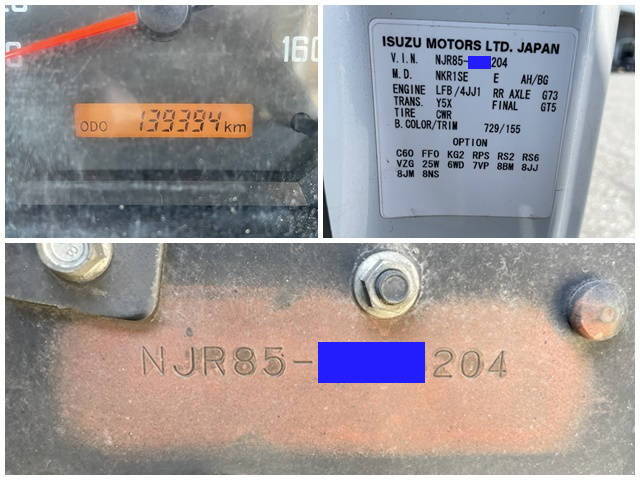 160
ODO 139394 km
ISUZU MOTORS LTD. JAPAN
V.I.N. NJR85- 204
M.D. NKR1SE E AH/BG
ENGINE LFB/4JJ1 RR AXLE G73
TRANS. Y5X FINAL GT5
TIRE CWR
B.COLOR/TRIM 729/155
OPTION
C60 FF0 KG2 RPS RS2 RS6
VZG 25W 6WD 7VP 8BM 8JJ
8JM 8NS
NJR85- 204